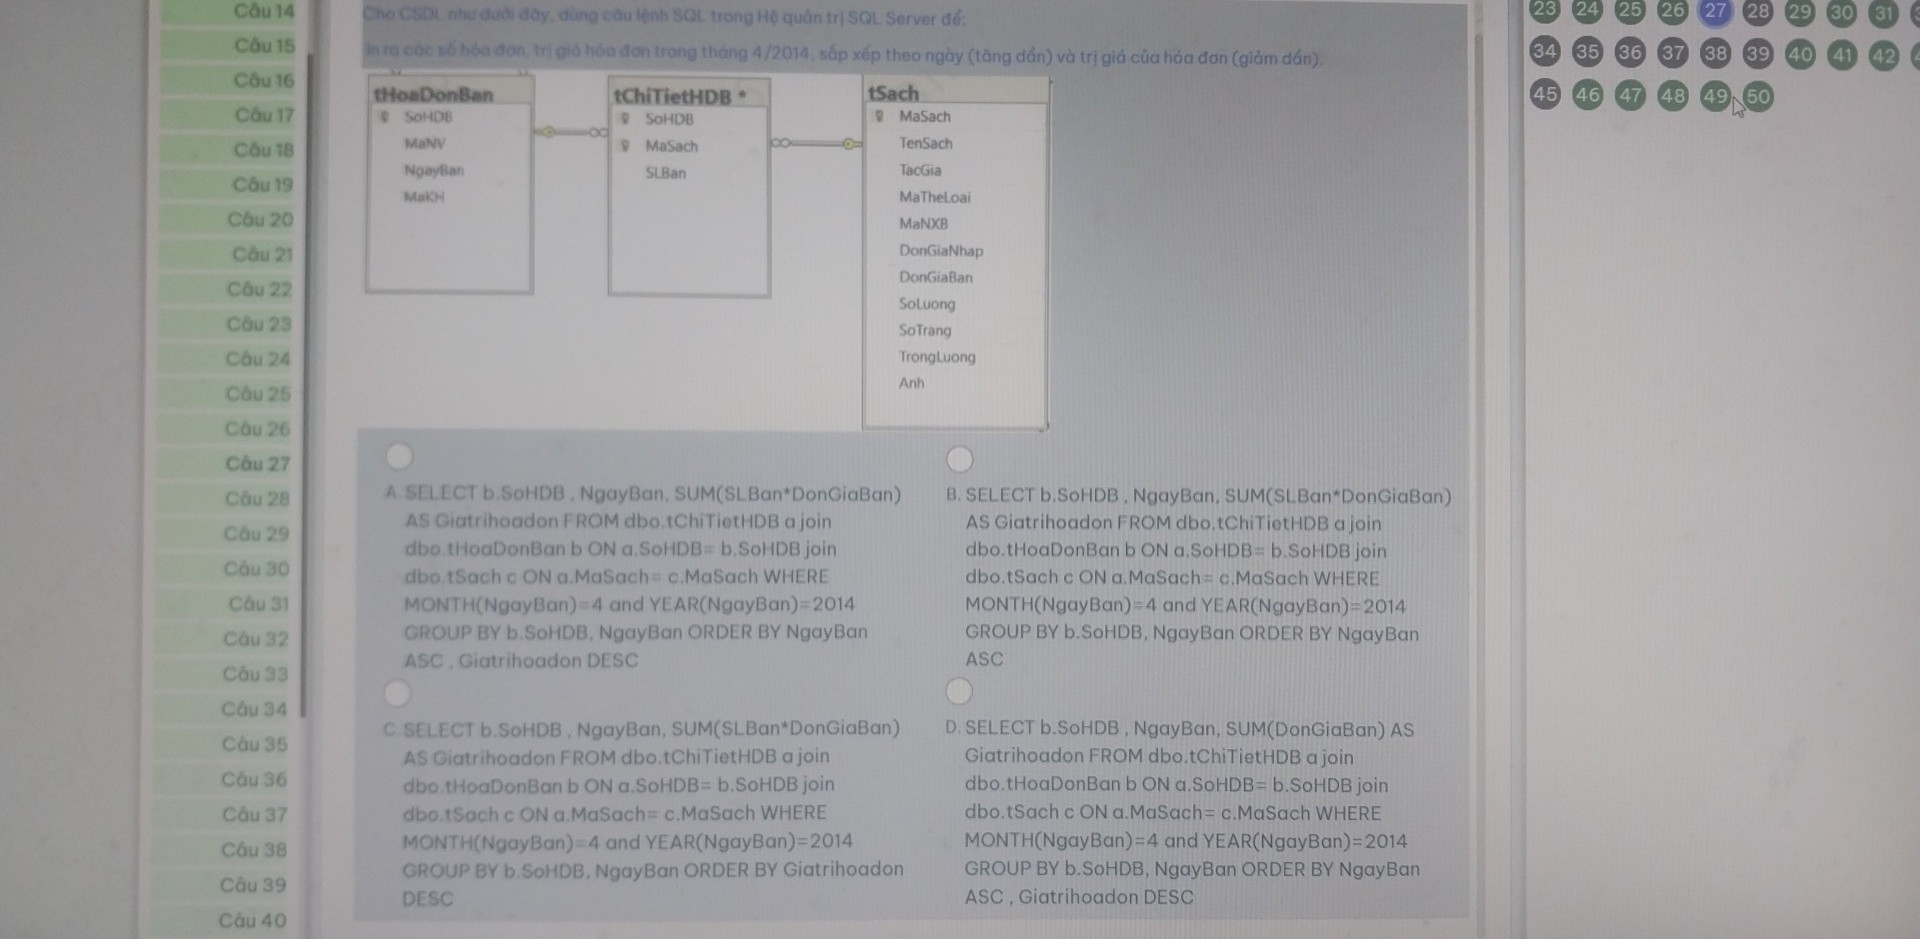 Câu 14
Câu 15
Câu 16
Câu 17
Câu 18
Câu 19
Câu 20
Câu 21
Câu 22
Câu 23
Câu 24
Câu 25
Câu 26
Câu 27
Câu 28
Câu 29
Câu 30
Câu 31
Câu 32
Câu 33
Câu 34
Câu 35
Câu 36
Câu 37
Câu 38
Câu 39
Câu 40
Cho CSDL như dưới đây, dùng câu lệnh SQL trong Hệ quản trị SQL Server để:
In ra các số hóa đơn, trị giá hóa đơn trong tháng 4/2014, sắp xếp theo ngày (tăng dần) và trị giá của hóa đơn (giảm dần).
tHoaDonBan
SoHDB
MaNV
NgayBan
MaKH
tChiTietHDB *
SoHDB
MaSach
SLBan
tSach
MaSach
TenSach
TacGia
MaTheLoai
MaNXB
DonGiaNhap
DonGiaBan
SoLuong
SoTrang
TrongLuong
Anh
A. SELECT b.SoHDB , NgayBan, SUM(SLBan*DonGiaBan)
AS Giatrihoadon FROM dbo.tChiTietHDB a join
dbo.tHoaDonBan b ON a.SoHDB= b.SoHDB join
dbo.tSach c ON a.MaSach= c.MaSach WHERE
MONTH(NgayBan)=4 and YEAR(NgayBan)=2014
GROUP BY b.SoHDB, NgayBan ORDER BY NgayBan
ASC , Giatrihoadon DESC
B. SELECT b.SoHDB , NgayBan, SUM(SLBan*DonGiaBan)
AS Giatrihoadon FROM dbo.tChiTietHDB a join
dbo.tHoaDonBan b ON a.SoHDB= b.SoHDB join
dbo.tSach c ON a.MaSach= c.MaSach WHERE
MONTH(NgayBan)=4 and YEAR(NgayBan)=2014
GROUP BY b.SoHDB, NgayBan ORDER BY NgayBan
ASC
C. SELECT b.SoHDB , NgayBan, SUM(SLBan*DonGiaBan)
AS Giatrihoadon FROM dbo.tChiTietHDB a join
dbo.tHoaDonBan b ON a.SoHDB= b.SoHDB join
dbo.tSach c ON a.MaSach= c.MaSach WHERE
MONTH(NgayBan)=4 and YEAR(NgayBan)=2014
GROUP BY b.SoHDB, NgayBan ORDER BY Giatrihoadon
DESC
D. SELECT b.SoHDB , NgayBan, SUM(DonGiaBan) AS
Giatrihoadon FROM dbo.tChiTietHDB a join
dbo.tHoaDonBan b ON a.SoHDB= b.SoHDB join
dbo.tSach c ON a.MaSach= c.MaSach WHERE
MONTH(NgayBan)=4 and YEAR(NgayBan)=2014
GROUP BY b.SoHDB, NgayBan ORDER BY NgayBan
ASC , Giatrihoadon DESC
23 24 25 26 27 28 29 30 31
34 35 36 37 38 39 40 41 42
45 46 47 48 49 50